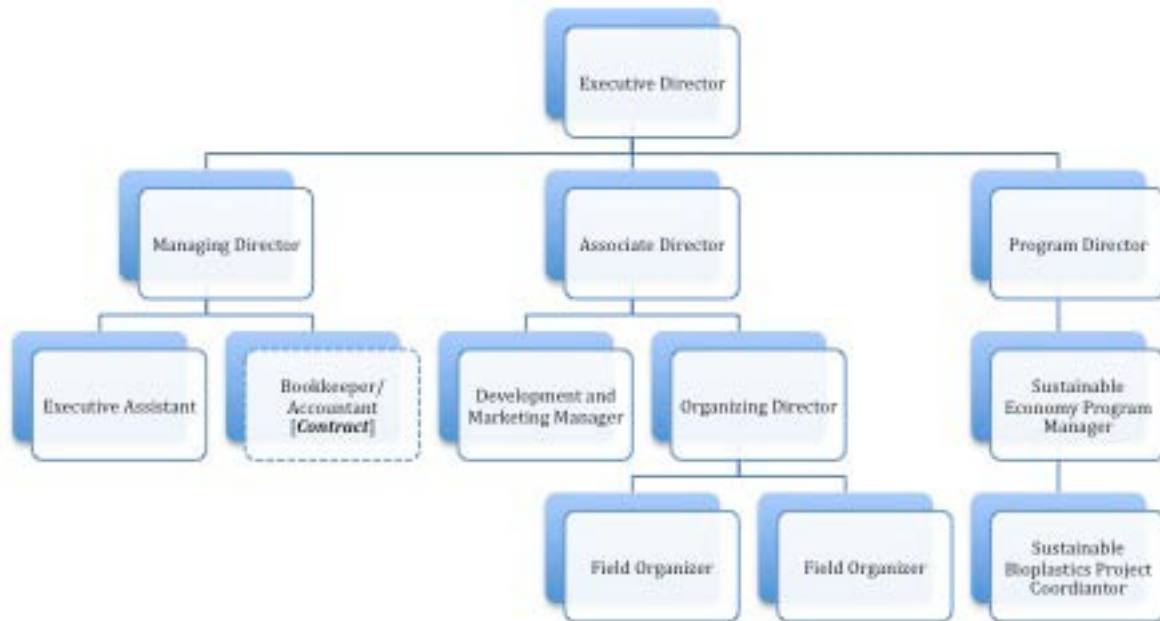 Executive Director
Managing Director
Associate Director
Program Director
Executive Assistant
Bookkeeper/
Accountant
[Contract]
Development and
Marketing Manager
Organizing Director
Sustainable
Economy Program
Manager
Field Organizer
Field Organizer
Sustainable
Bioplastics Project
Coordiantor